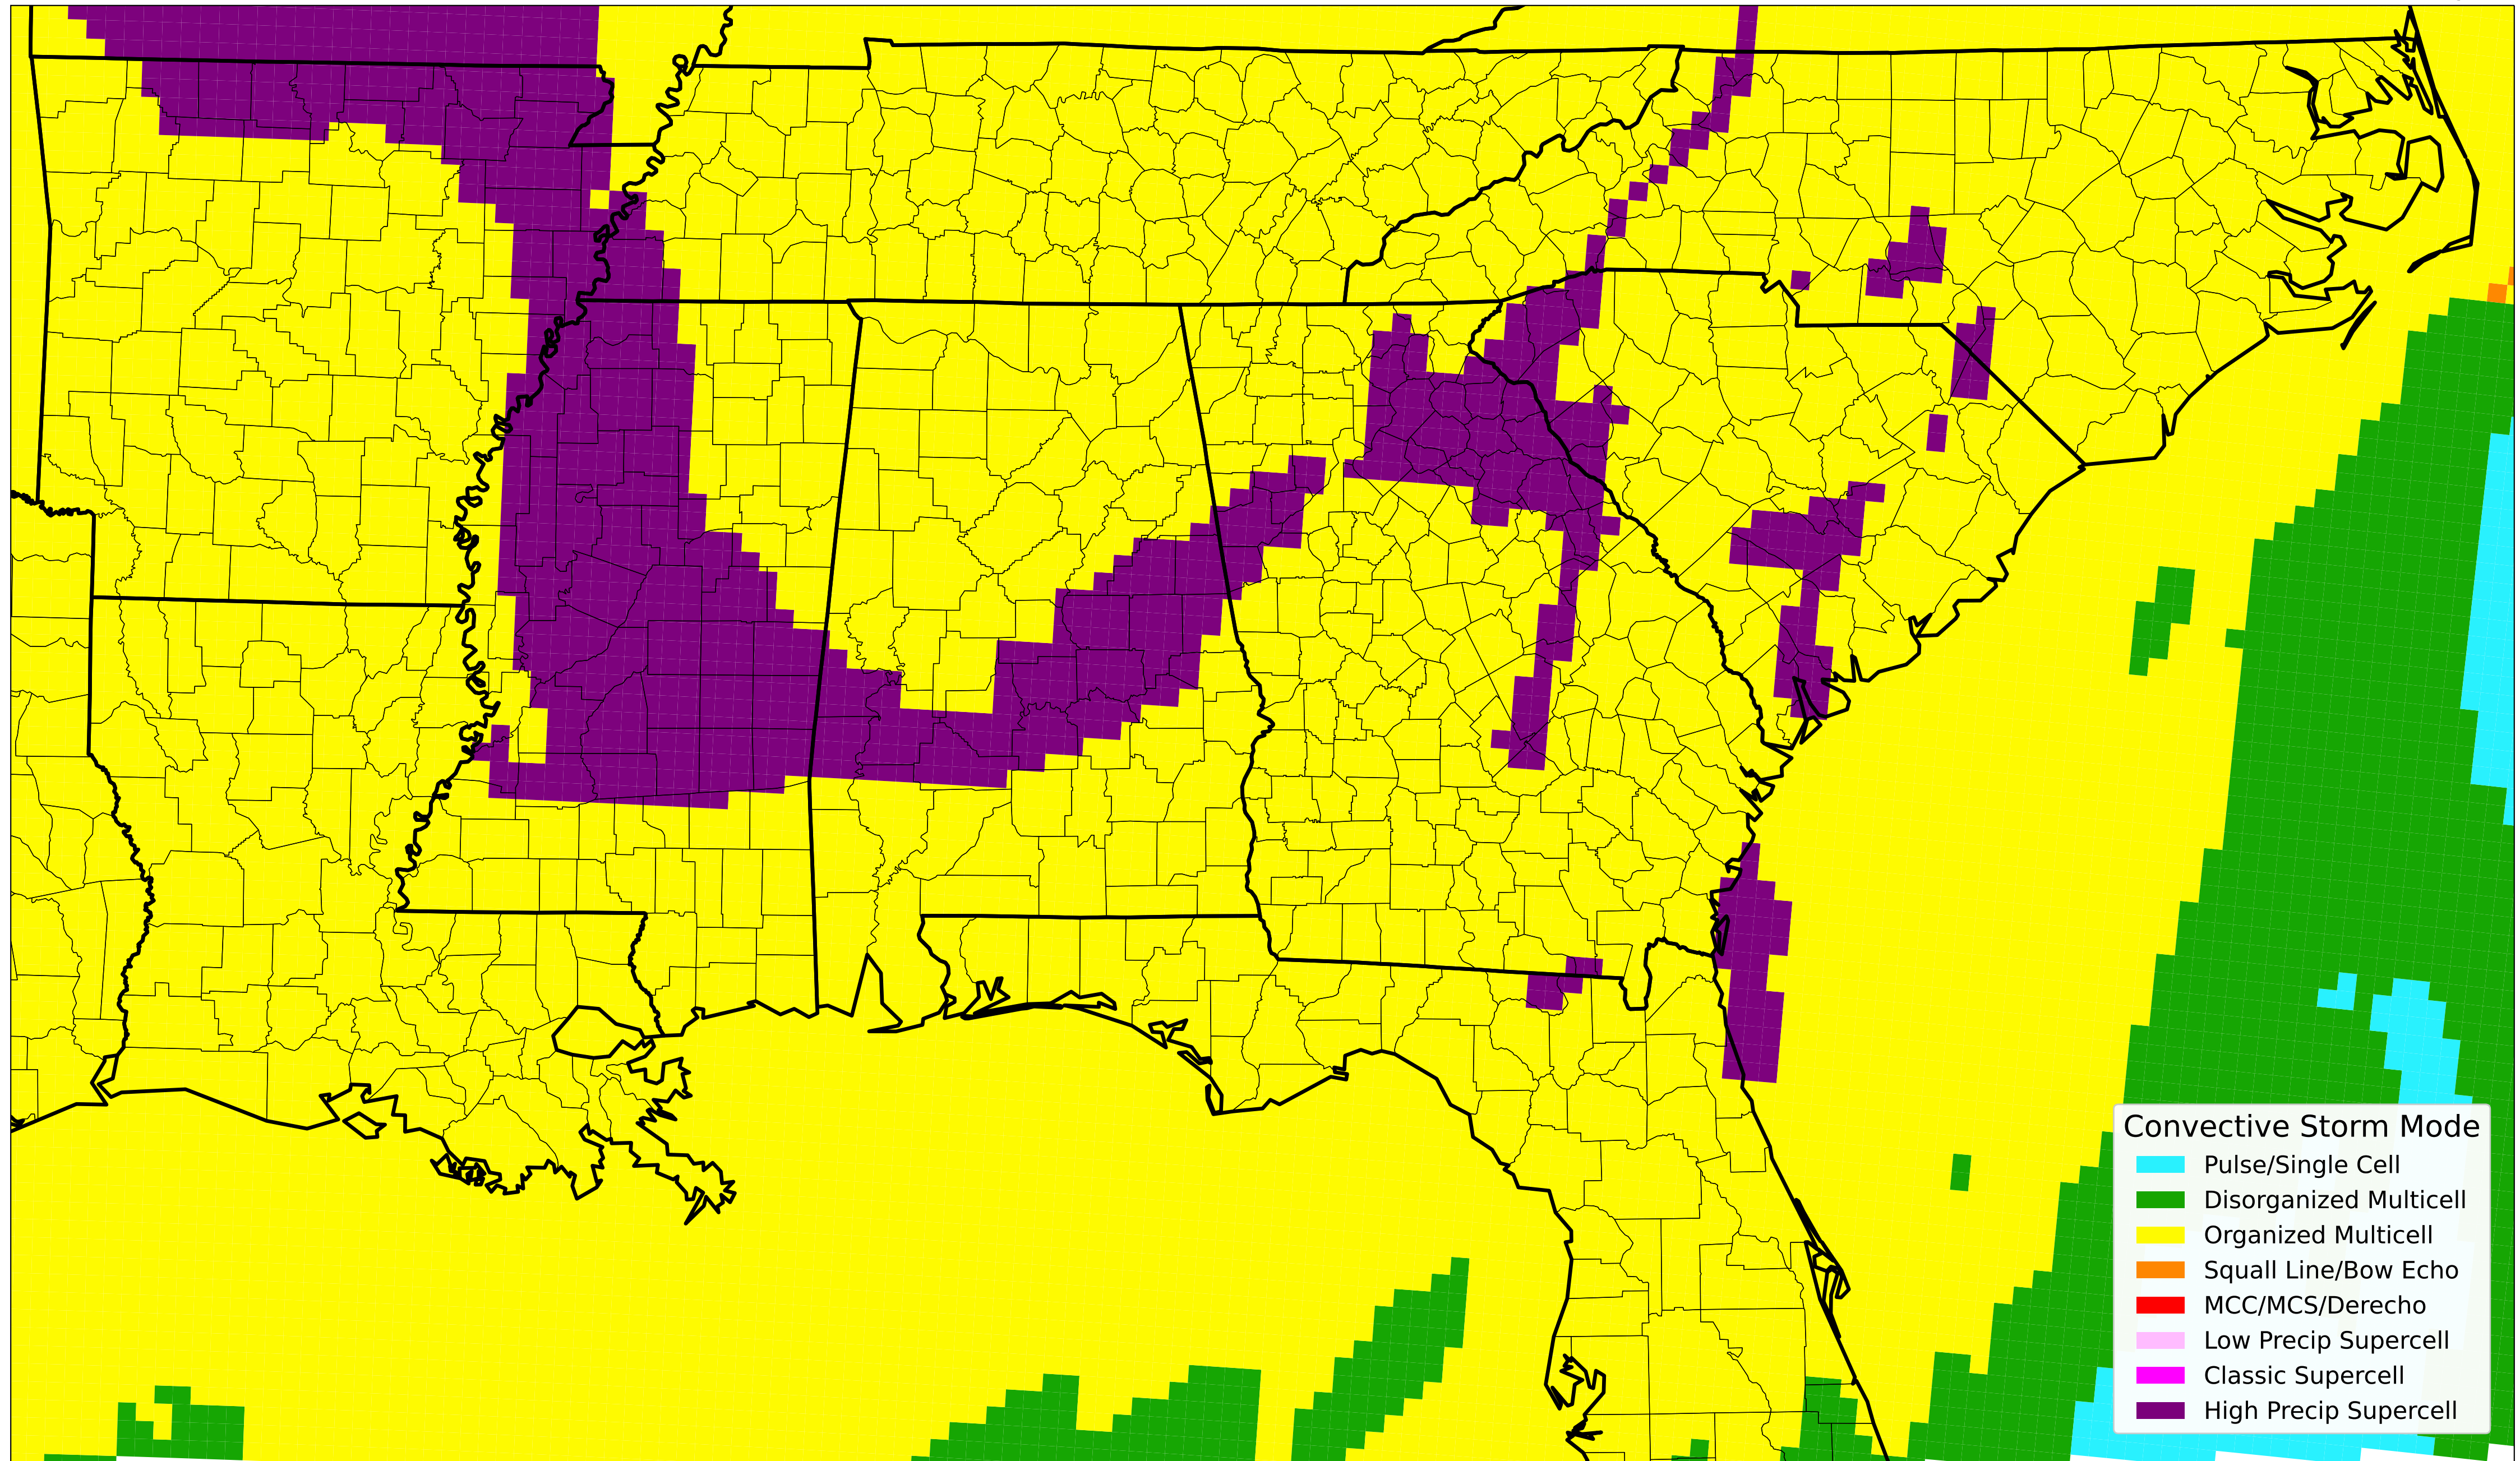 Convective Storm Mode
Pulse/Single Cell
Disorganized Multicell
Organized Multicell
Squall Line/Bow Echo
MCC/MCS/Derecho
Low Precip Supercell
Classic Supercell
High Precip Supercell